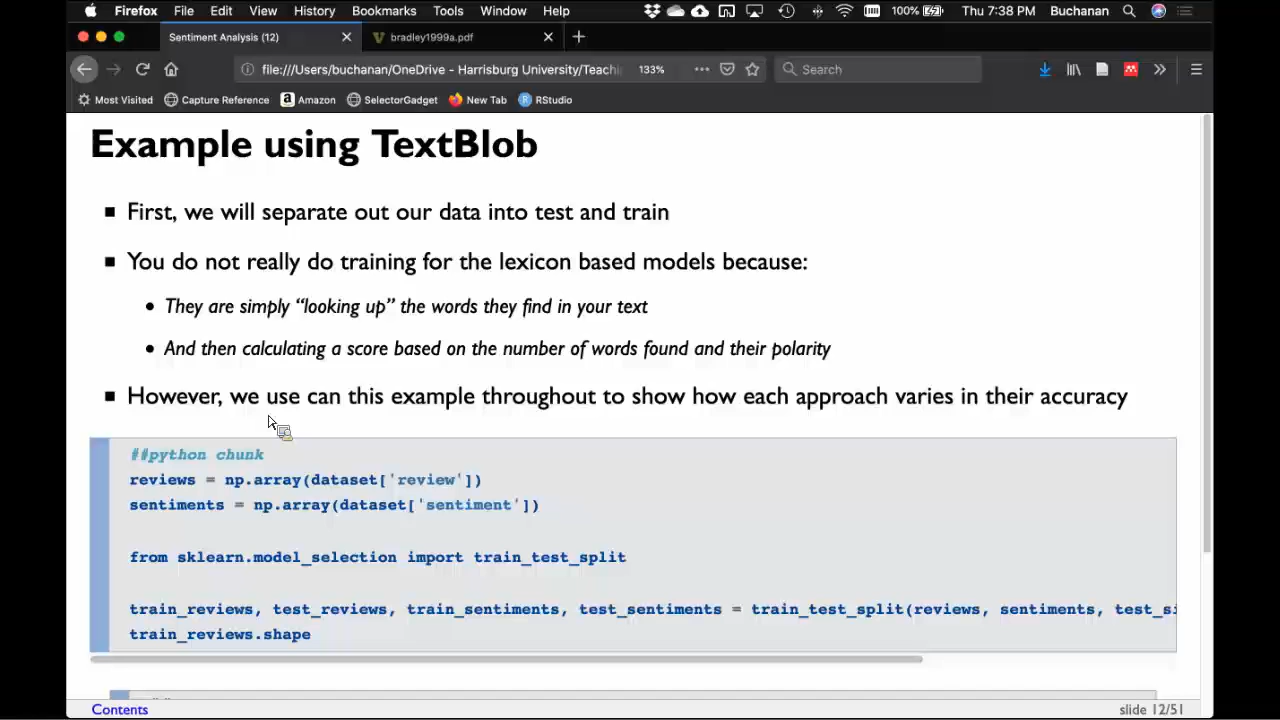 Firefox File Edit View History Bookmarks Tools Window Help 100% Thu 7:38 PM Buchanan
Sentiment Analysis (12) bradley1999a.pdf
file:///Users/buchanan/OneDrive - Harrisburg University/Teachi 133% Search
Most Visited Capture Reference Amazon SelectorGadget New Tab RStudio
Example using TextBlob
First, we will separate out our data into test and train
You do not really do training for the lexicon based models because:
They are simply “looking up” the words they find in your text
And then calculating a score based on the number of words found and their polarity
However, we use can this example throughout to show how each approach varies in their accuracy
##python chunk
reviews = np.array(dataset['review'])
sentiments = np.array(dataset['sentiment'])
from sklearn.model_selection import train_test_split
train_reviews, test_reviews, train_sentiments, test_sentiments = train_test_split(reviews, sentiments, test_si
train_reviews.shape
Contents slide 12/51